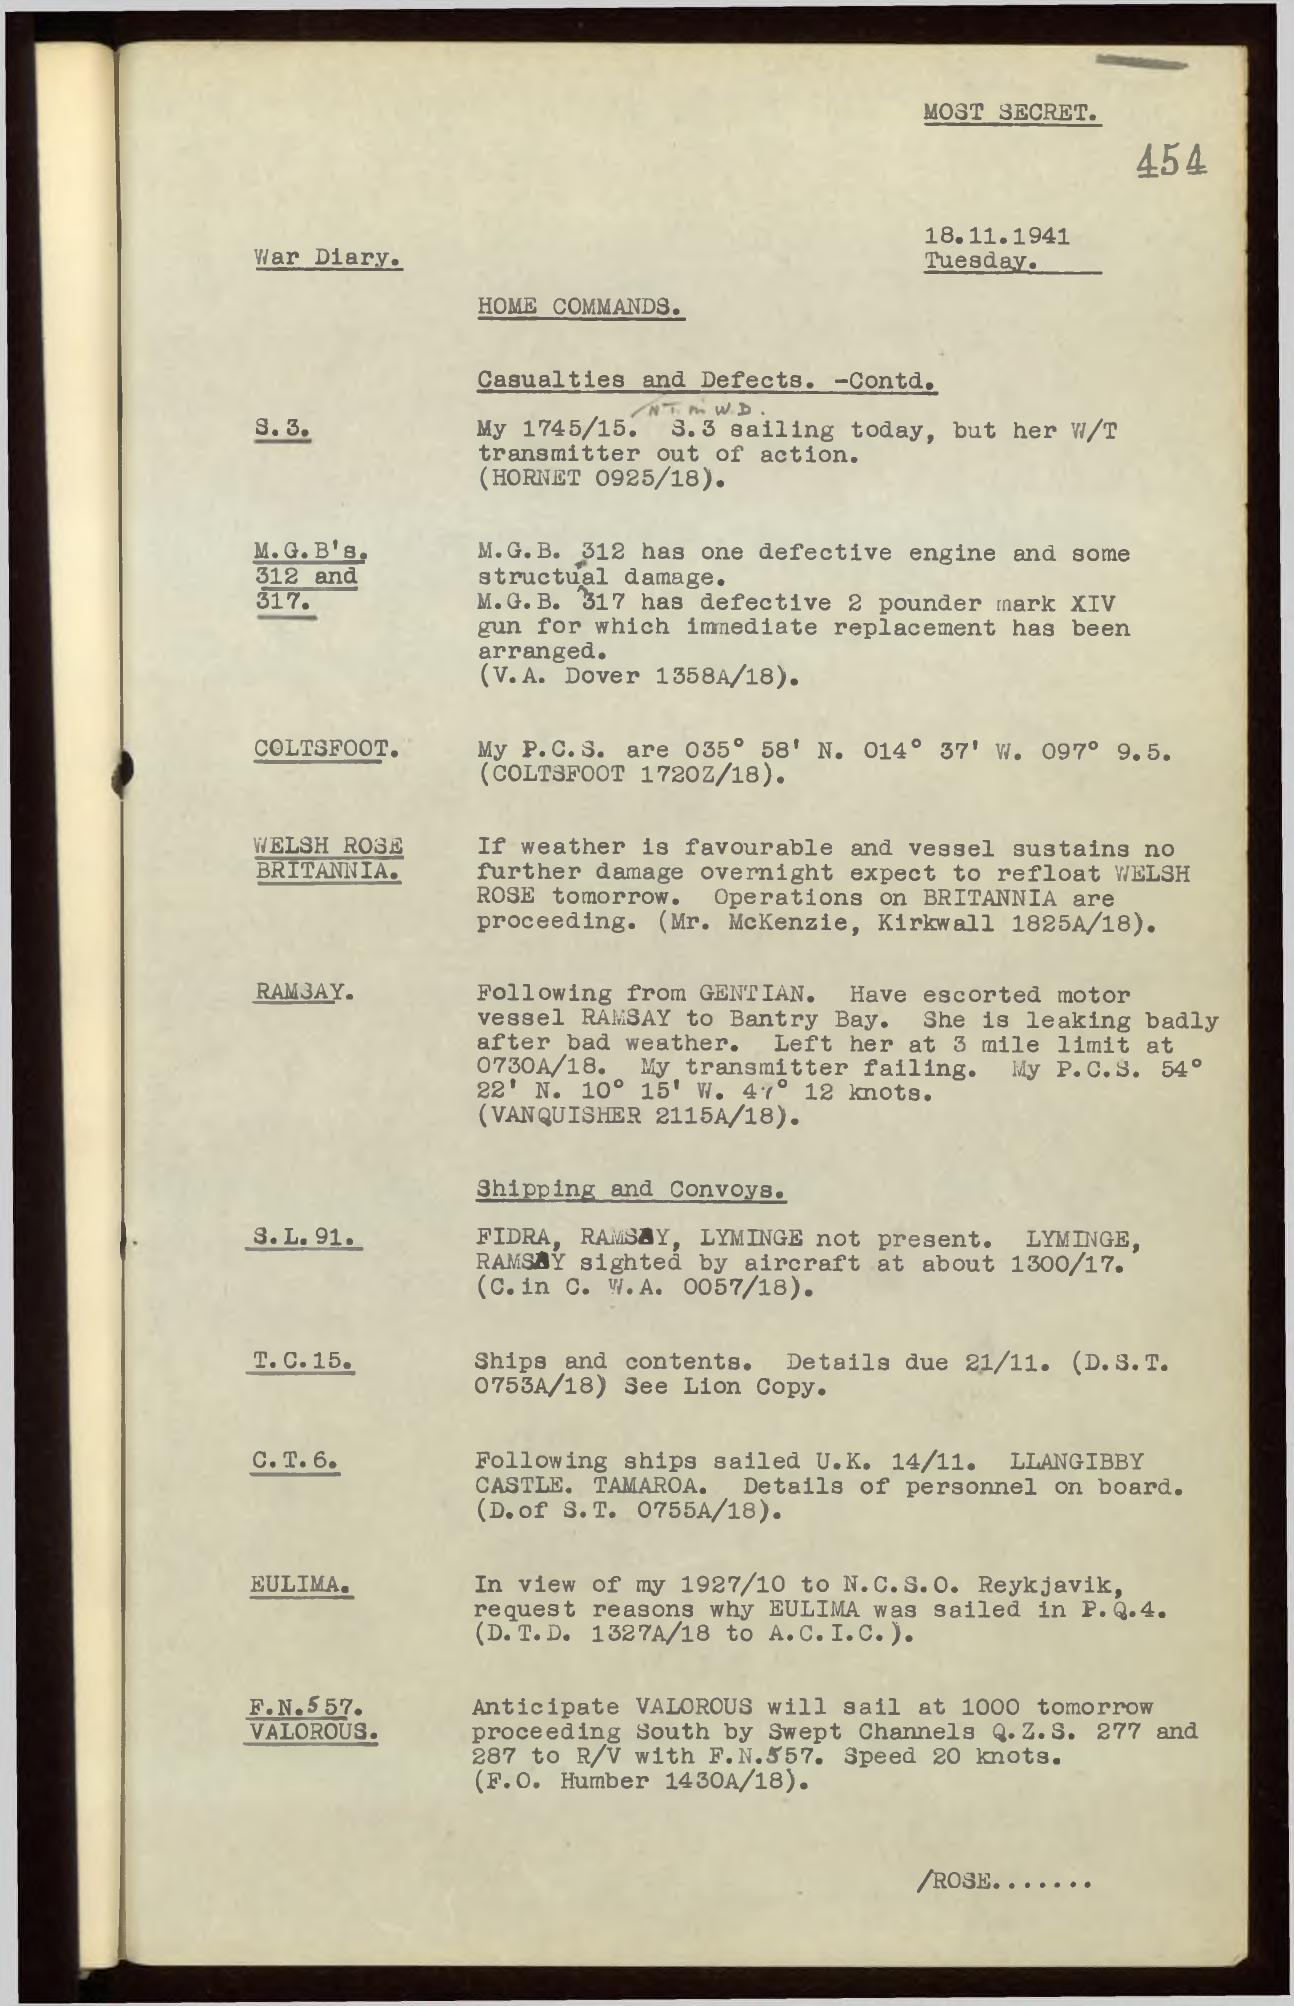 MOST SECRET.
454
18.11.1941
War Diary.
Tuesday.
HOME COMMANDS.
Casualties and Defects. -Contd.
N.T. in W.D.
S.3.
My 1745/15. S.3 sailing today, but her W/T
transmitter out of action.
(HORNET 0925/18).
M.G.B's.
312 and
317.
M.G.B. 312 has one defective engine and some
structual damage.
M.G.B. 317 has defective 2 pounder mark XIV
gun for which immediate replacement has been
arranged.
(V.A. Dover 1358A/18).
COLTSFOOT.
My P.C.S. are 035° 58' N. 014° 37' W. 097° 9.5.
(COLTSFOOT 1720Z/18).
WELSH ROSE
BRITANNIA.
If weather is favourable and vessel sustains no
further damage overnight expect to refloat WELSH
ROSE tomorrow. Operations on BRITANNIA are
proceeding. (Mr. McKenzie, Kirkwall 1825A/18).
RAMSAY.
Following from GENTIAN. Have escorted motor
vessel RAMSAY to Bantry Bay. She is leaking badly
after bad weather. Left her at 3 mile limit at
0730A/18. My transmitter failing. My P.C.S. 54°
22' N. 10° 15' W. 47° 12 knots.
(VANQUISHER 2115A/18).
Shipping and Convoys.
S.L.91.
FIDRA, RAMSAY, LYMINGE not present. LYMINGE,
RAMSAY sighted by aircraft at about 1300/17.
(C.in C. W.A. 0057/18).
T.C.15.
Ships and contents. Details due 21/11. (D.S.T.
0753A/18) See Lion Copy.
C.T.6.
Following ships sailed U.K. 14/11. LLANGIBBY
CASTLE. TAMAROA. Details of personnel on board.
(D.of S.T. 0755A/18).
EULIMA.
In view of my 1927/10 to N.C.S.O. Reykjavik,
request reasons why EULIMA was sailed in P.Q.4.
(D.T.D. 1327A/18 to A.C.I.C.).
F.N.557.
VALOROUS.
Anticipate VALOROUS will sail at 1000 tomorrow
proceeding South by Swept Channels Q.Z.S. 277 and
287 to R/V with F.N.557. Speed 20 knots.
(F.O. Humber 1430A/18).
/ROSE.......